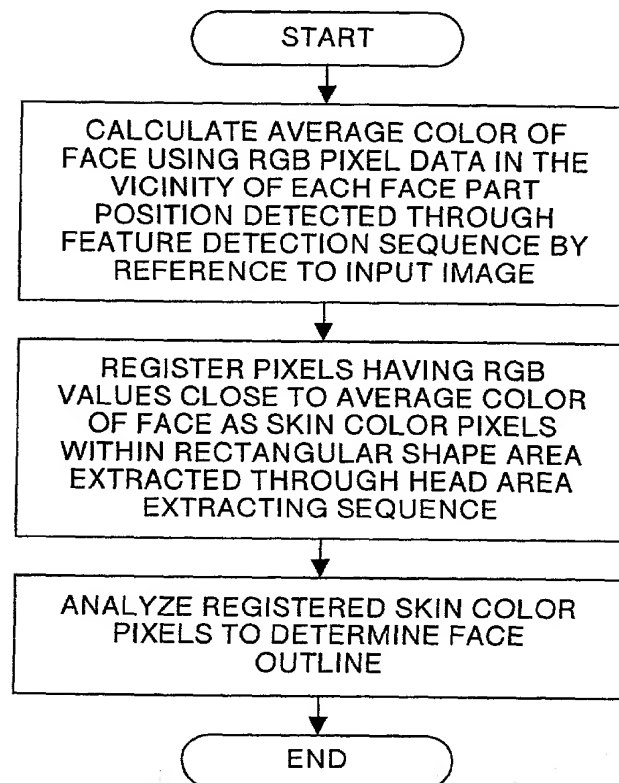 START
CALCULATE AVERAGE COLOR OF
FACE USING RGB PIXEL DATA IN THE
VICINITY OF EACH FACE PART
POSITION DETECTED THROUGH
FEATURE DETECTION SEQUENCE BY
REFERENCE TO INPUT IMAGE
REGISTER PIXELS HAVING RGB
VALUES CLOSE TO AVERAGE COLOR
OF FACE AS SKIN COLOR PIXELS
WITHIN RECTANGULAR SHAPE AREA
EXTRACTED THROUGH HEAD AREA
EXTRACTING SEQUENCE
ANALYZE REGISTERED SKIN COLOR
PIXELS TO DETERMINE FACE
OUTLINE
END